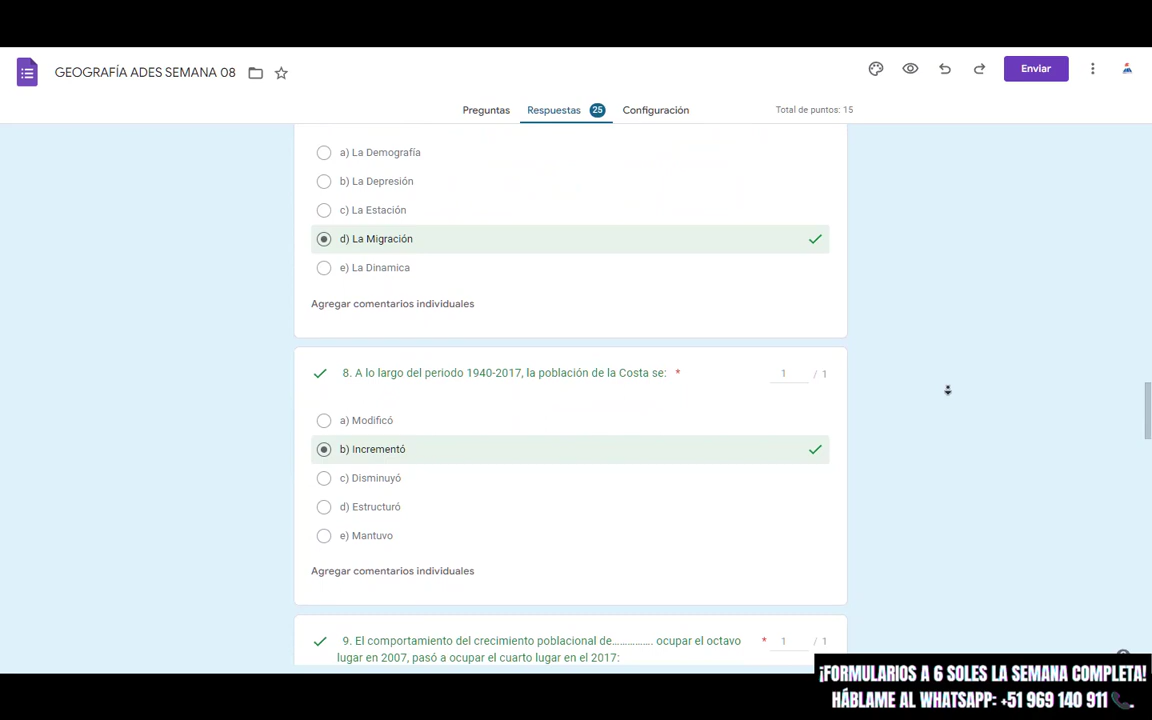 GEOGRAFÍA ADES SEMANA 08
Enviar
Preguntas
Respuestas 25
Configuración
Total de puntos: 15
a) La Demografía
b) La Depresión
c) La Estación
d) La Migración
e) La Dinamica
Agregar comentarios individuales
8. A lo largo del periodo 1940-2017, la población de la Costa se: *
1 / 1
a) Modificó
b) Incrementó
c) Disminuyó
d) Estructuró
e) Mantuvo
Agregar comentarios individuales
9. El comportamiento del crecimiento poblacional de............... ocupar el octavo *
1 / 1
lugar en 2007, pasó a ocupar el cuarto lugar en el 2017:
¡FORMULARIOS A 6 SOLES LA SEMANA COMPLETA!
HÁBLAME AL WHATSAPP: +51 969 140 911 📞.